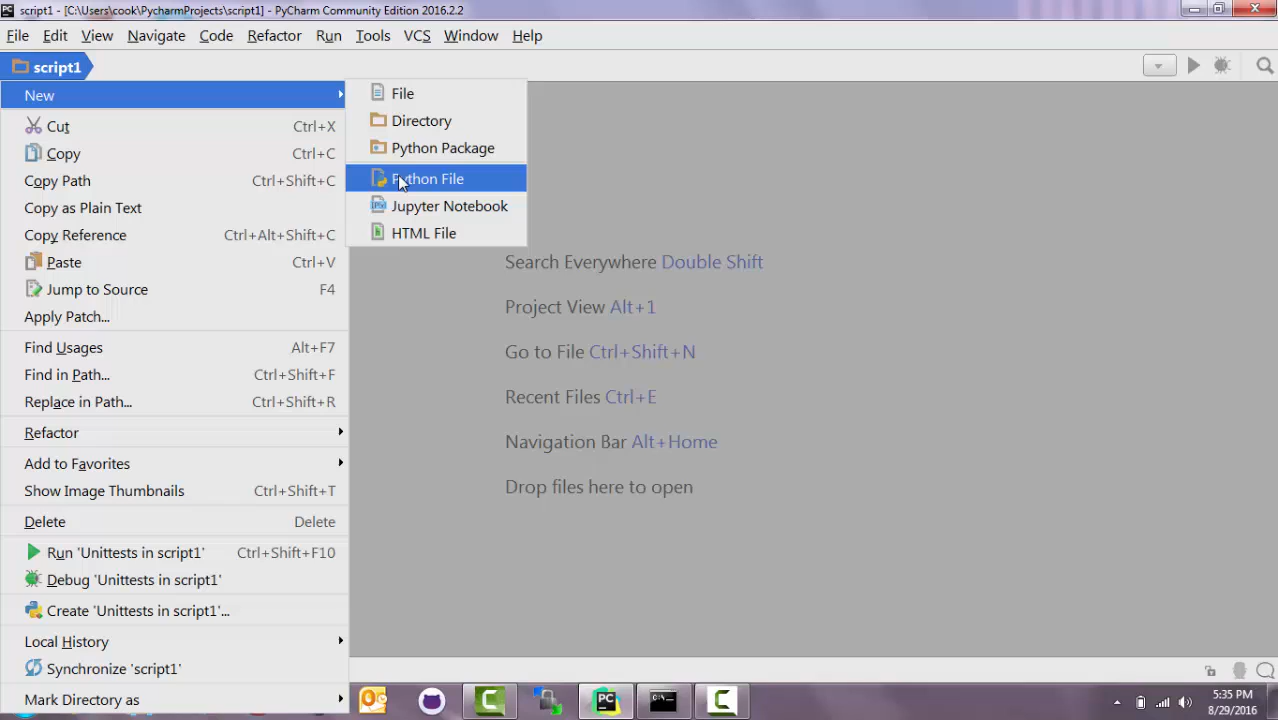 script1 - [C:\Users\cook\PycharmProjects\script1] - PyCharm Community Edition 2016.2.2
File Edit View Navigate Code Refactor Run Tools VCS Window Help
script1
New
Cut Ctrl+X
Copy Ctrl+C
Copy Path Ctrl+Shift+C
Copy as Plain Text
Copy Reference Ctrl+Alt+Shift+C
Paste Ctrl+V
Jump to Source F4
Apply Patch...
Find Usages Alt+F7
Find in Path... Ctrl+Shift+F
Replace in Path... Ctrl+Shift+R
Refactor
Add to Favorites
Show Image Thumbnails Ctrl+Shift+T
Delete Delete
Run 'Unittests in script1' Ctrl+Shift+F10
Debug 'Unittests in script1'
Create 'Unittests in script1'...
Local History
Synchronize 'script1'
Mark Directory as
File
Directory
Python Package
Python File
Jupyter Notebook
HTML File
Search Everywhere Double Shift
Project View Alt+1
Go to File Ctrl+Shift+N
Recent Files Ctrl+E
Navigation Bar Alt+Home
Drop files here to open
PC
5:35 PM
8/29/2016